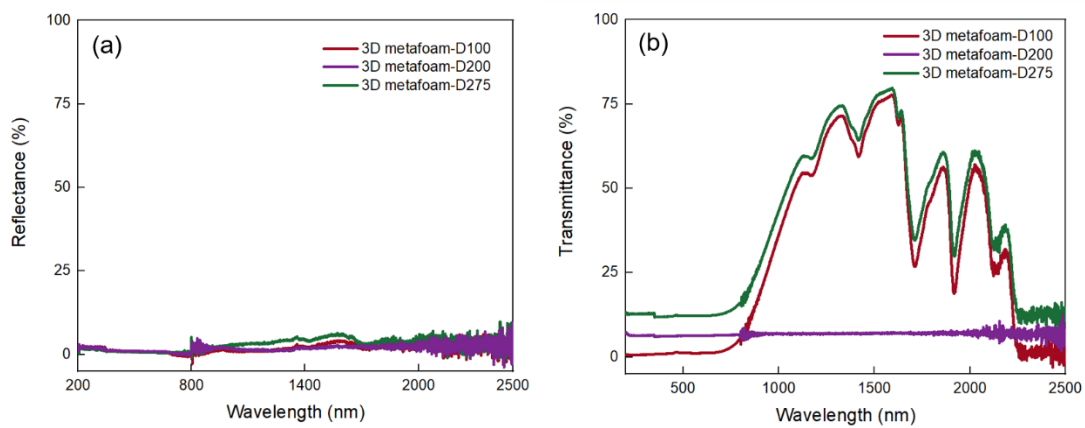 (a)
3D metafoam-D100
3D metafoam-D200
3D metafoam-D275
Reflectance (%)
100
75
50
25
0
200
800
1400
2000
2500
Wavelength (nm)
(b)
3D metafoam-D100
3D metafoam-D200
3D metafoam-D275
Transmittance (%)
100
75
50
25
0
500
1000
1500
2000
2500
Wavelength (nm)